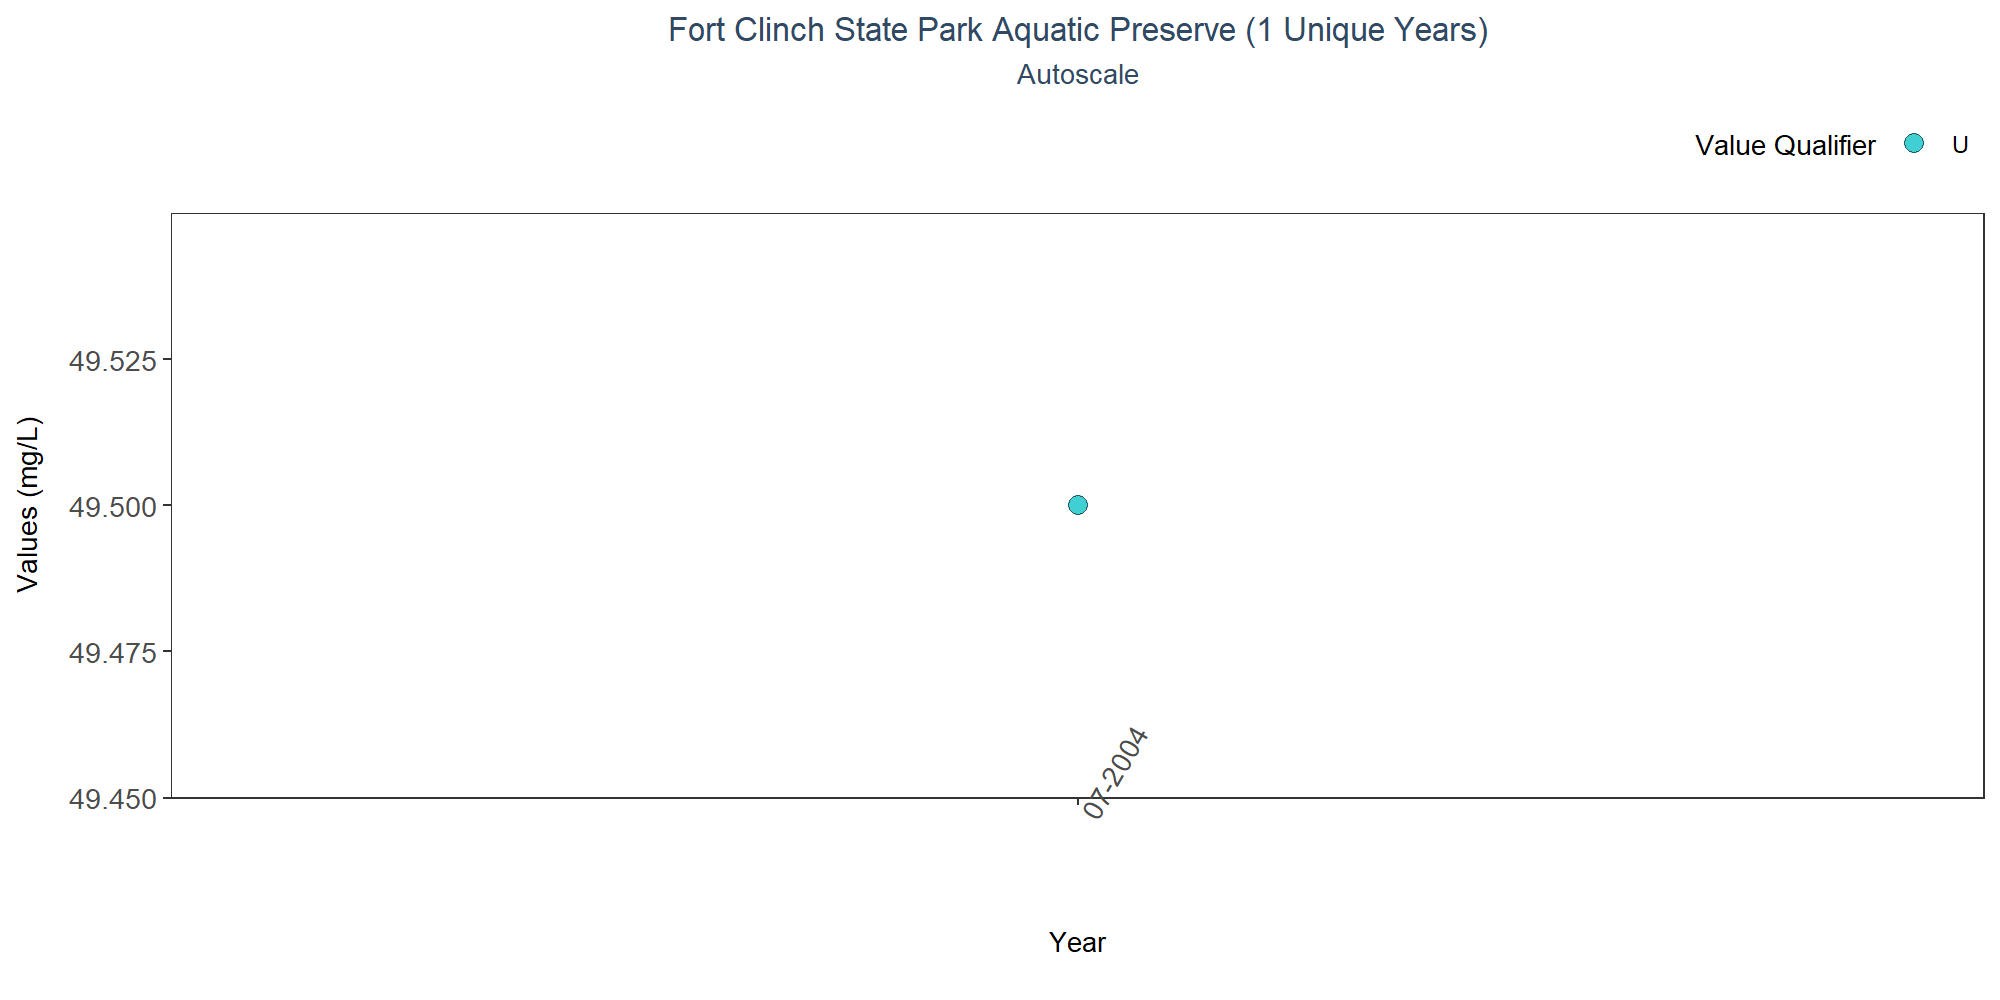 Fort Clinch State Park Aquatic Preserve (1 Unique Years)
Autoscale
Value Qualifier U
Values (mg/L)
49.525
49.500
49.475
49.450
07-2004
Year